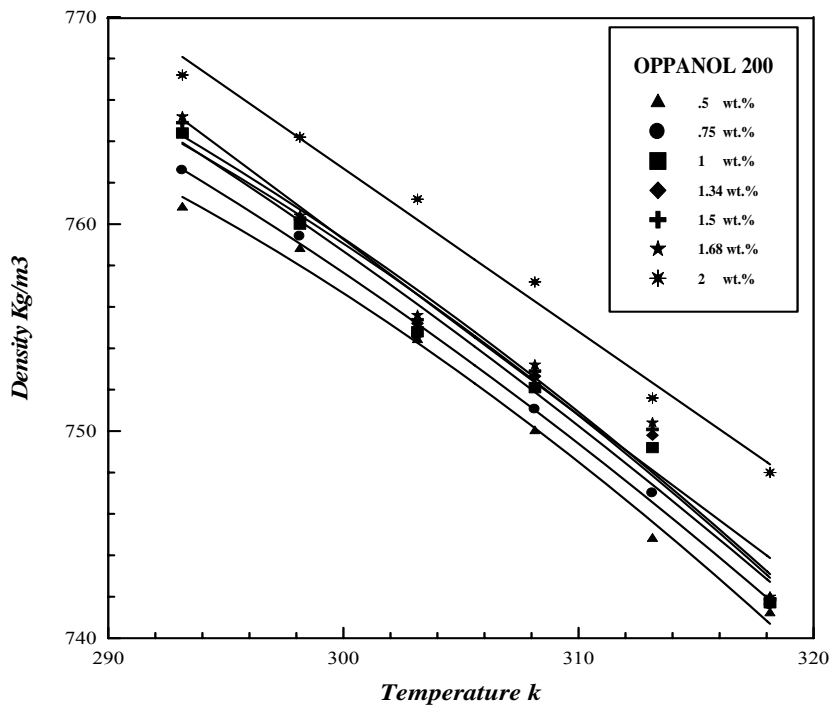 770
760
750
740
290
300
310
320
Density Kg/m3
Temperature k
OPPANOL 200
.5 wt.%
.75 wt.%
1 wt.%
1.34 wt.%
1.5 wt.%
1.68 wt.%
2 wt.%